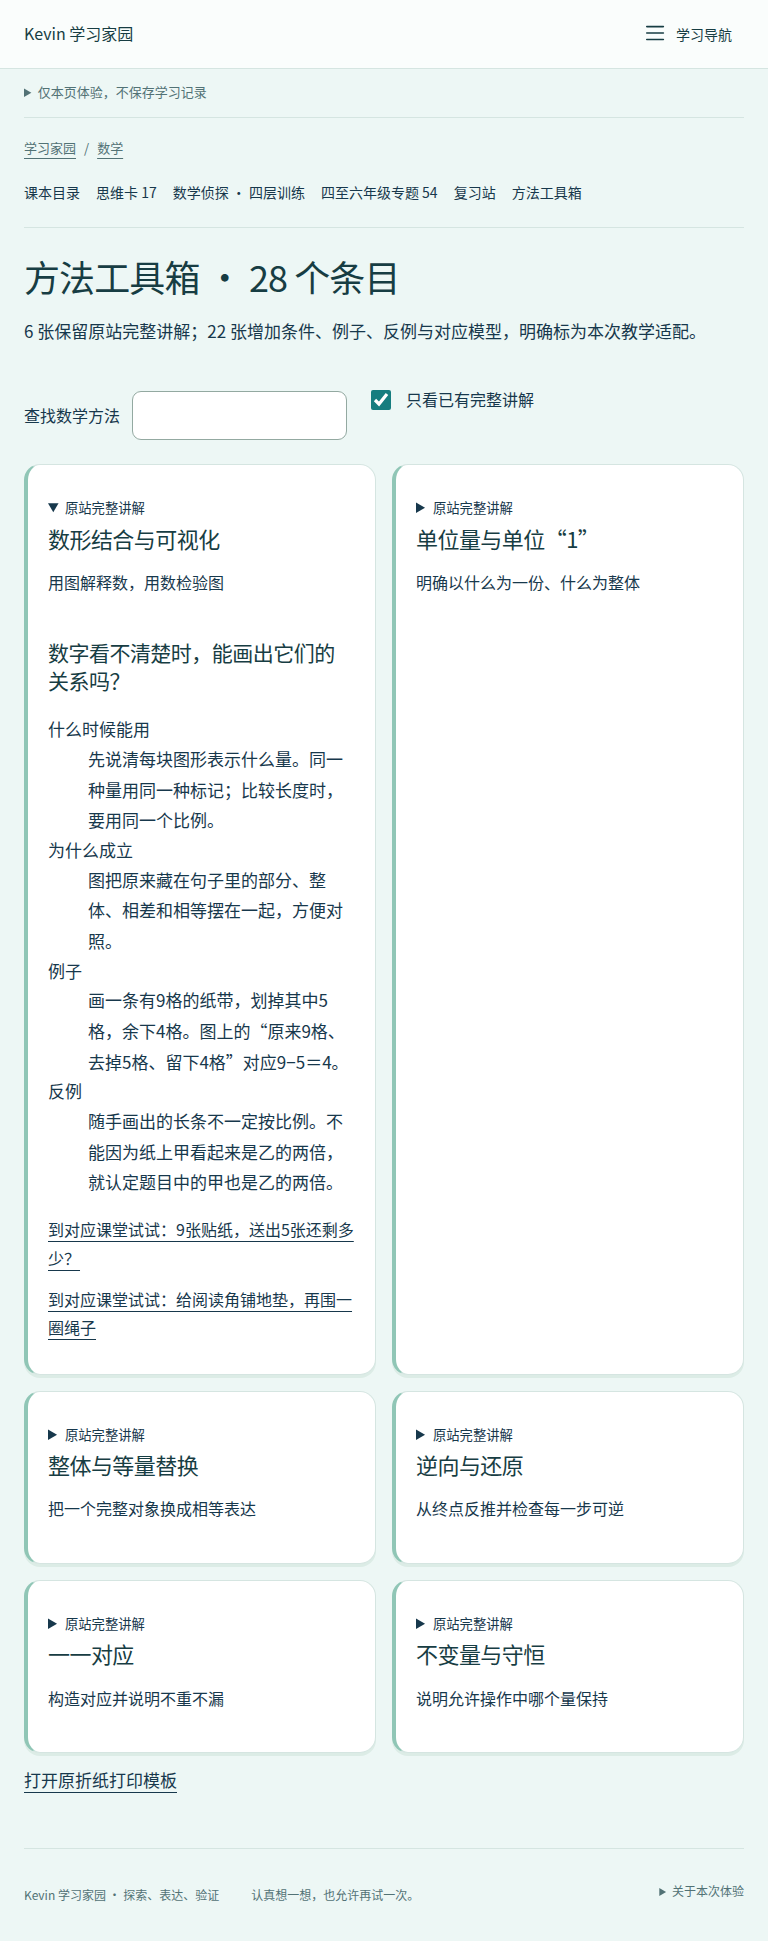 Kevin 学习家园
学习导航
仅本页体验，不保存学习记录
学习家园 / 数学
课本目录 思维卡 17 数学侦探 · 四层训练 四至六年级专题 54 复习站 方法工具箱
方法工具箱 · 28 个条目
6 张保留原站完整讲解；22 张增加条件、例子、反例与对应模型，明确标为本次教学适配。
查找数学方法
只看已有完整讲解
原站完整讲解
数形结合与可视化
用图解释数，用数检验图
数字看不清楚时，能画出它们的
关系吗？
什么时候能用
先说清每块图形表示什么量。同一
种量用同一种标记；比较长度时，
要用同一个比例。
为什么成立
图把原来藏在句子里的部分、整
体、相差和相等摆在一起，方便对
照。
例子
画一条有9格的纸带，划掉其中5
格，余下4格。图上的“原来9格、
去掉5格、留下4格”对应9−5＝4。
反例
随手画出的长条不一定按比例。不
能因为纸上甲看起来是乙的两倍，
就认定题目中的甲也是乙的两倍。
到对应课堂试试：9张贴纸，送出5张还剩多
少？
到对应课堂试试：给阅读角铺地垫，再围一
圈绳子
原站完整讲解
单位量与单位“1”
明确以什么为一份、什么为整体
原站完整讲解
整体与等量替换
把一个完整对象换成相等表达
原站完整讲解
逆向与还原
从终点反推并检查每一步可逆
原站完整讲解
一一对应
构造对应并说明不重不漏
原站完整讲解
不变量与守恒
说明允许操作中哪个量保持
打开原折纸打印模板
Kevin 学习家园 · 探索、表达、验证
认真想一想，也允许再试一次。
关于本次体验